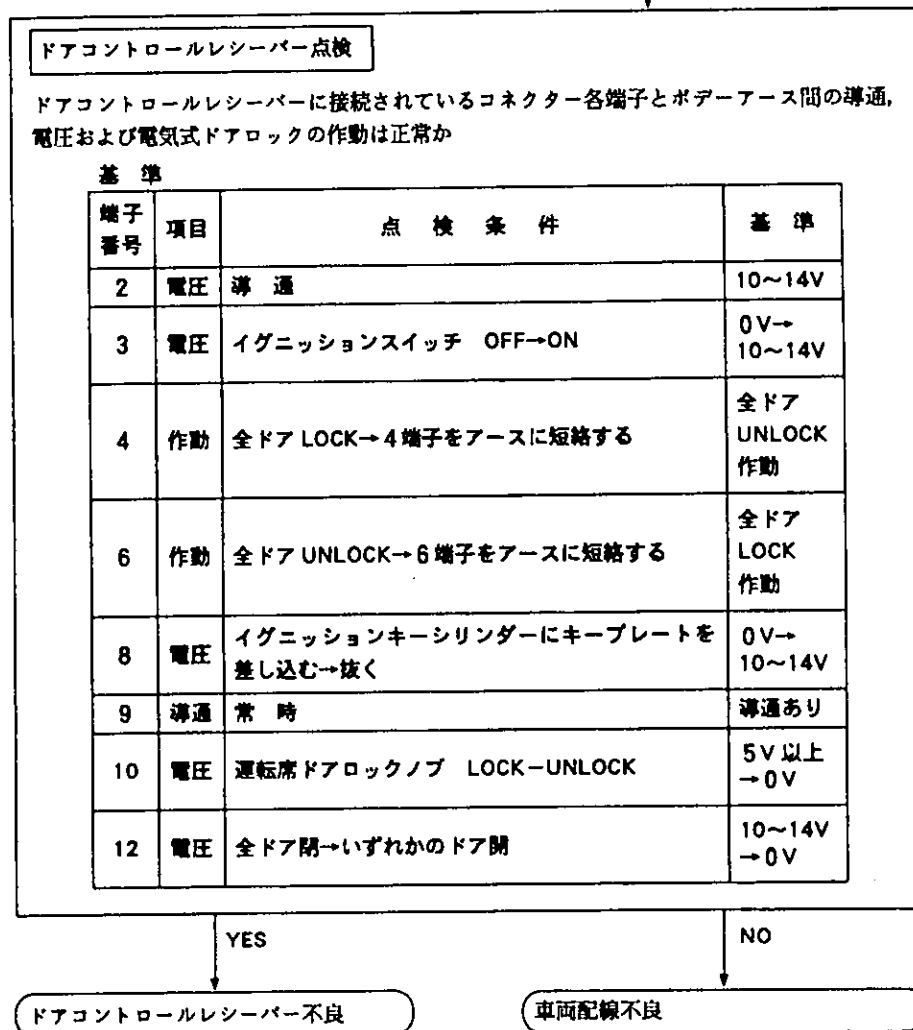 ドアコントロールレシーバー点検
ドアコントロールレシーバーに接続されているコネクター各端子とボデーアース間の導通,
電圧および電気式ドアロックの作動は正常か
基 準
端子番号 項目 点 検 条 件 基 準
2 電圧 導 通 10~14V
3 電圧 イグニッションスイッチ OFF→ON 0V→10~14V
4 作動 全ドア LOCK→4端子をアースに短絡する 全ドアUNLOCK作動
6 作動 全ドア UNLOCK→6端子をアースに短絡する 全ドアLOCK作動
8 電圧 イグニッションキーシリンダーにキープレートを差し込む→抜く 0V→10~14V
9 導通 常 時 導通あり
10 電圧 運転席ドアロックノブ LOCK-UNLOCK 5V以上→0V
12 電圧 全ドア閉→いずれかのドア開 10~14V→0V
YES NO
ドアコントロールレシーバー不良 車両配線不良